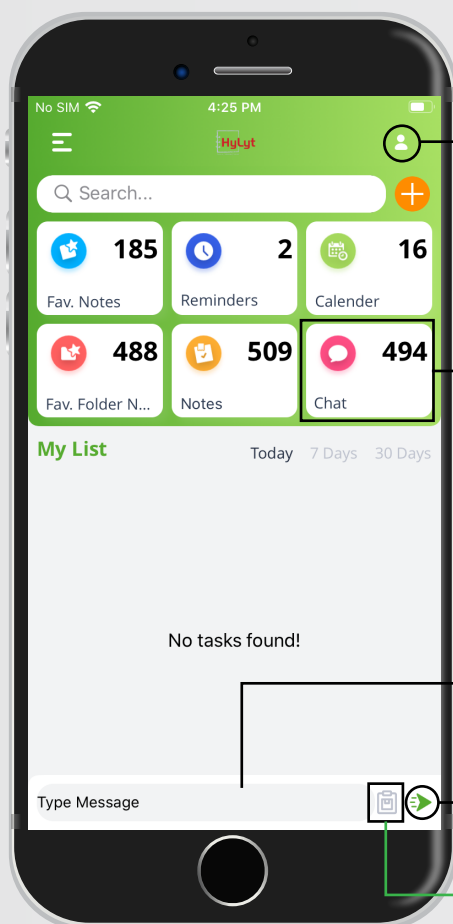 No SIM 4:25 PM
HyLyt
Search...
185 2 16
Fav. Notes Reminders Calender
488 509 494
Fav. Folder N... Notes Chat
My List Today 7 Days 30 Days
No tasks found!
Type Message